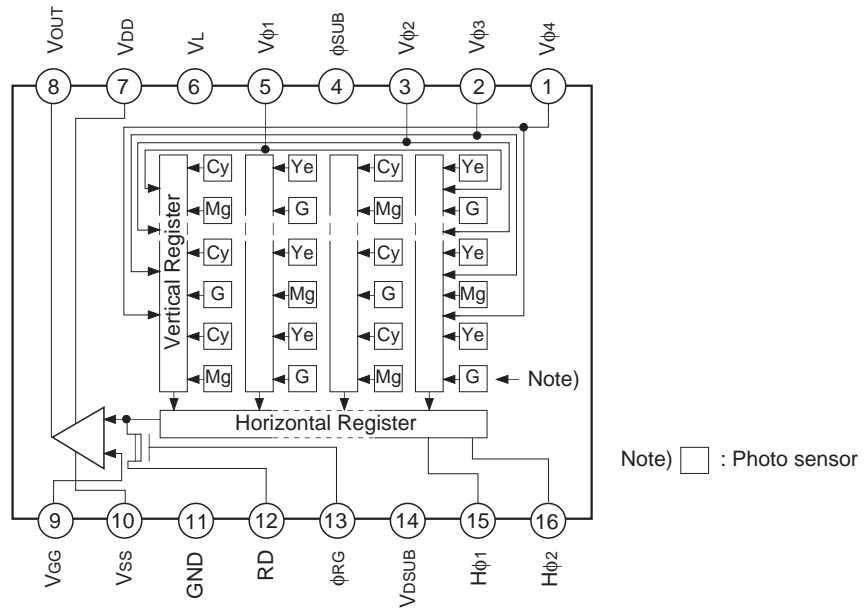 VOUT VDD VL Vϕ1 ϕSUB Vϕ2 Vϕ3 Vϕ4
8 7 6 5 4 3 2 1
Cy Ye Cy Ye
Mg G Mg G
Cy Ye Cy Ye
G Mg G Mg
Cy Ye Cy Ye
Mg G Mg G
Vertical Register
Note)
Horizontal Register
Note) : Photo sensor
9 10 11 12 13 14 15 16
VGG VSS GND RD ϕRG VDSUB Hϕ1 Hϕ2